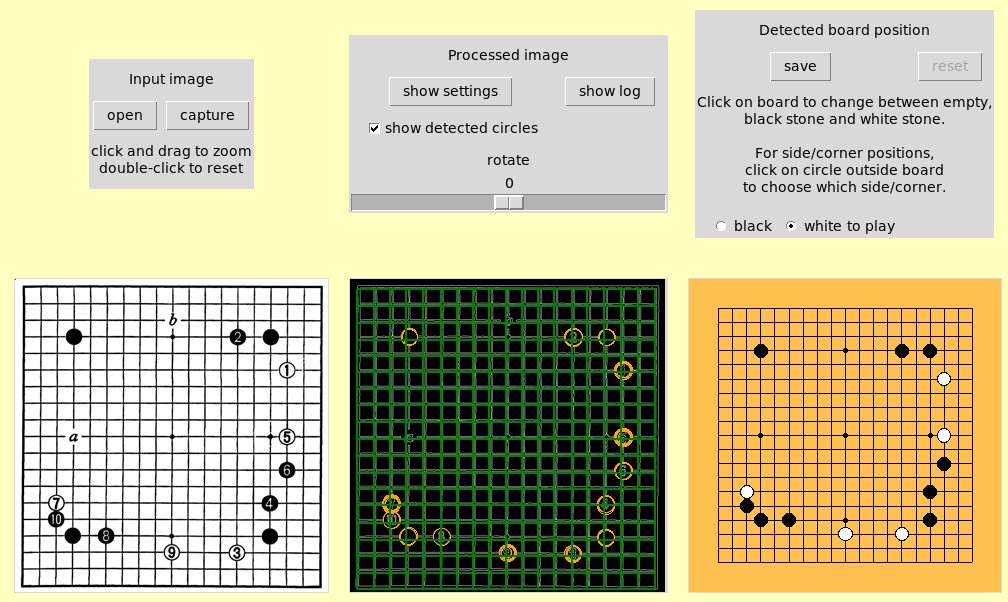 Input image
open
capture
click and drag to zoom
double-click to reset
Processed image
show settings
show log
show detected circles
rotate
0
Detected board position
save
reset
Click on board to change between empty,
black stone and white stone.
For side/corner positions,
click on circle outside board
to choose which side/corner.
black
white to play
b
2
1
a
5
6
7
4
10
8
9
3